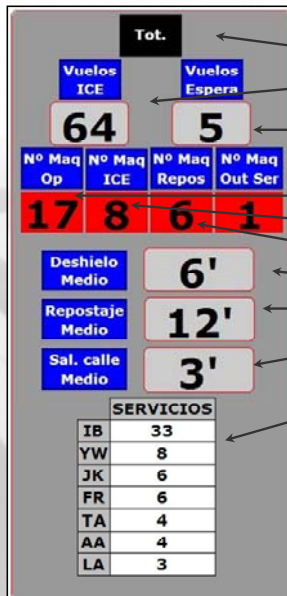 Tot.
Vuelos ICE
Vuelos Espera
64
5
Nº Maq Op
Nº Maq ICE
Nº Maq Repos
Nº Maq Out Ser
17
8
6
1
Deshielo Medio
6'
Repostaje Medio
12'
Sal. calle Medio
3'
SERVICIOS
IB 33
YW 8
JK 6
FR 6
TA 4
AA 4
LA 3